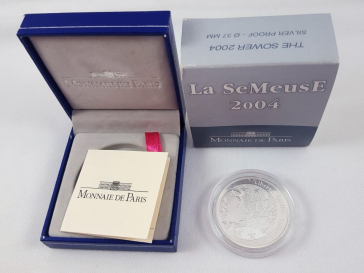 MONNAIE DE PARIS
THE SOWER 2004
SILVER PROOF - Ø 37 MM
La SeMeusE
2004
MONNAIE DE PARIS
MONNAIE DE PARIS